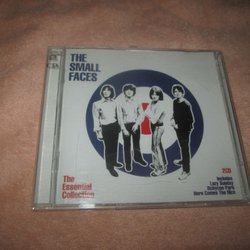 THE
SMALL
FACES
The
Essential
Collection
2CD
Includes
Lazy Sunday
Itchycoo Park
Here Comes The Nice